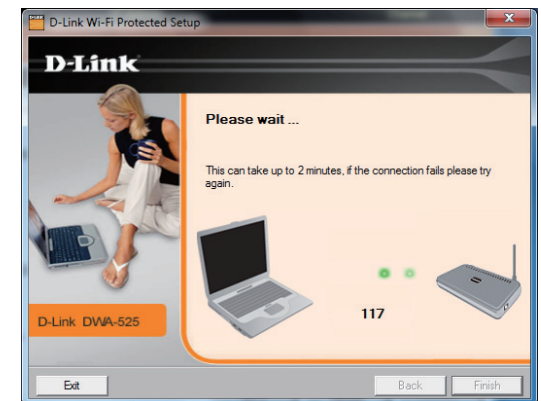 D-Link Wi-Fi Protected Setup
D-Link
Please wait ...
This can take up to 2 minutes, if the connection fails please try
again.
117
D-Link DWA-525
Exit
Back
Finish